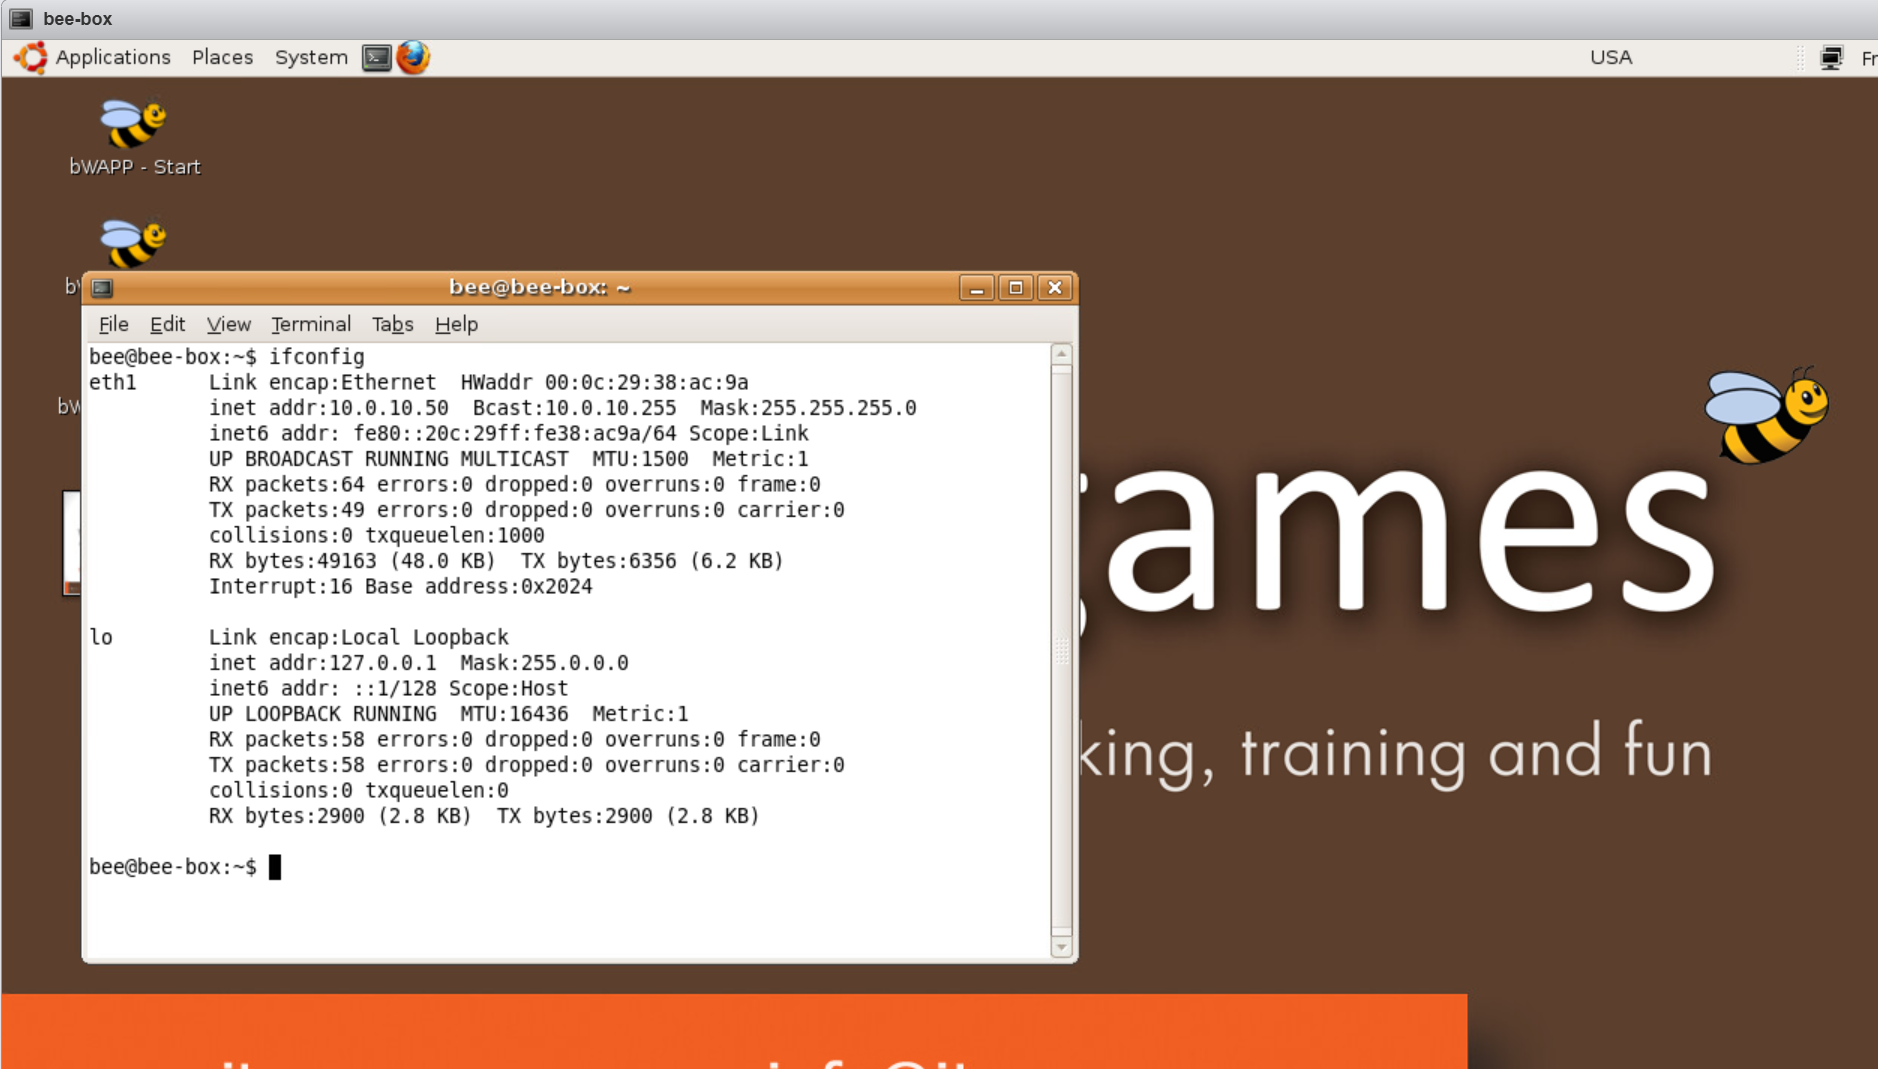 bee-box
Applications Places System
USA
Fr
bWAPP - Start
bee@bee-box: ~
File Edit View Terminal Tabs Help
bee@bee-box:~$ ifconfig
eth1 Link encap:Ethernet HWaddr 00:0c:29:38:ac:9a
inet addr:10.0.10.50 Bcast:10.0.10.255 Mask:255.255.255.0
inet6 addr: fe80::20c:29ff:fe38:ac9a/64 Scope:Link
UP BROADCAST RUNNING MULTICAST MTU:1500 Metric:1
RX packets:64 errors:0 dropped:0 overruns:0 frame:0
TX packets:49 errors:0 dropped:0 overruns:0 carrier:0
collisions:0 txqueuelen:1000
RX bytes:49163 (48.0 KB) TX bytes:6356 (6.2 KB)
Interrupt:16 Base address:0x2024
lo Link encap:Local Loopback
inet addr:127.0.0.1 Mask:255.0.0.0
inet6 addr: ::1/128 Scope:Host
UP LOOPBACK RUNNING MTU:16436 Metric:1
RX packets:58 errors:0 dropped:0 overruns:0 frame:0
TX packets:58 errors:0 dropped:0 overruns:0 carrier:0
collisions:0 txqueuelen:0
RX bytes:2900 (2.8 KB) TX bytes:2900 (2.8 KB)
bee@bee-box:~$
games
king, training and fun